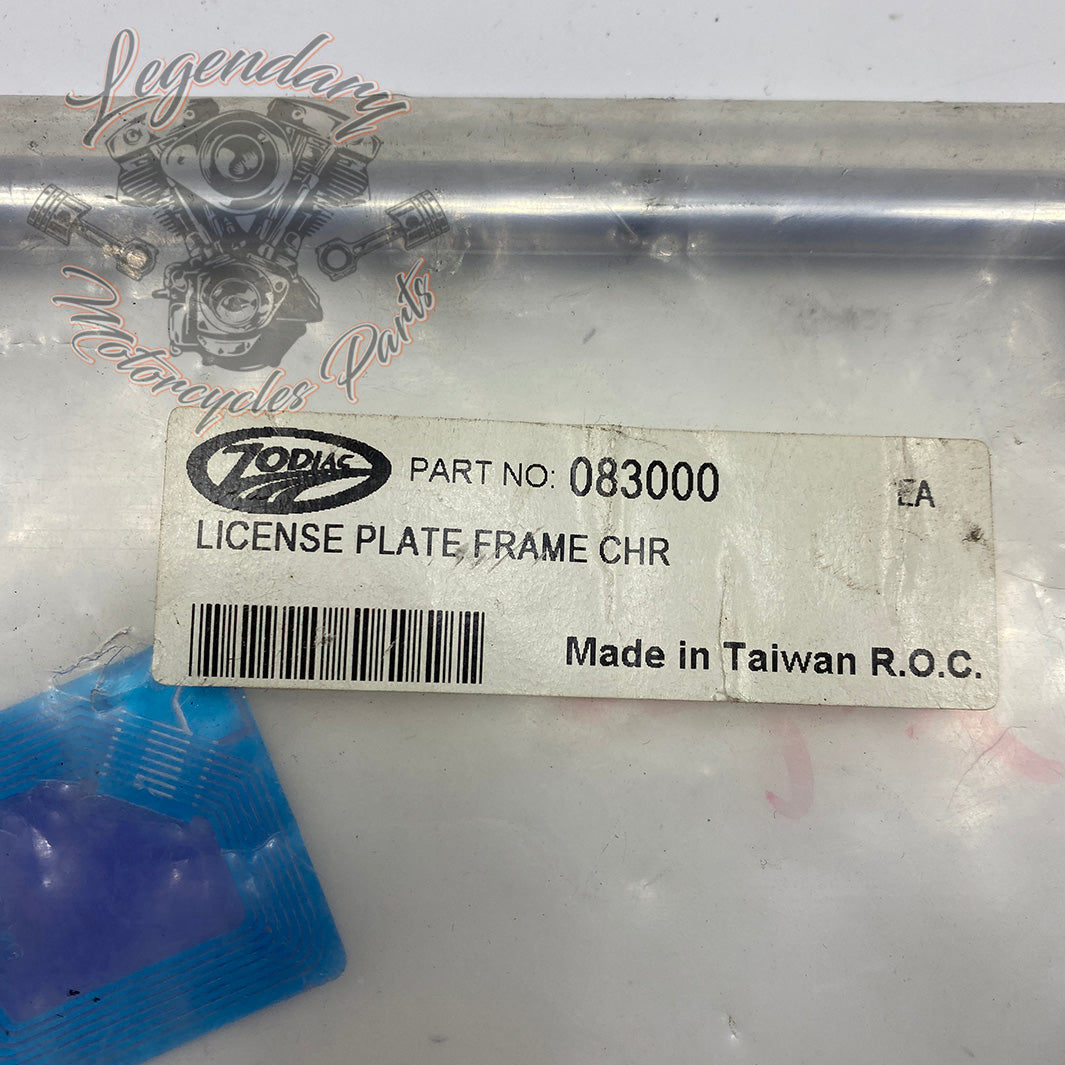 Legendary
Motorcycles Parts
ZODIAC PART NO: 083000 EA
LICENSE PLATE FRAME CHR
Made in Taiwan R.O.C.